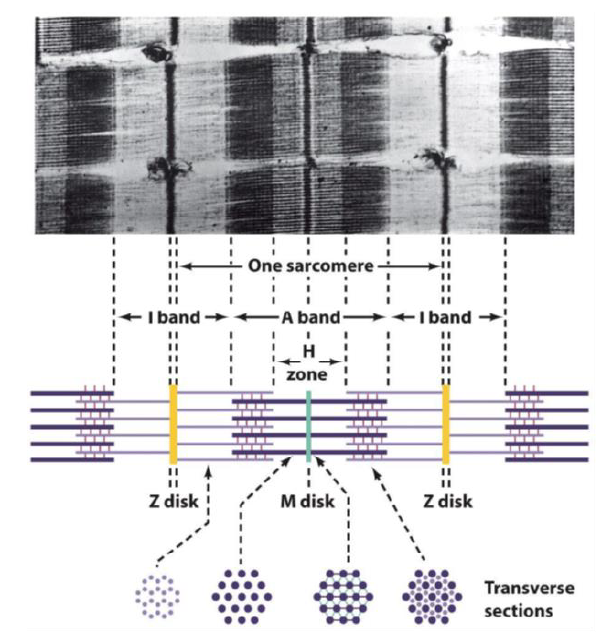 One sarcomere
I band
A band
I band
H
zone
Z disk
M disk
Z disk
Transverse
sections